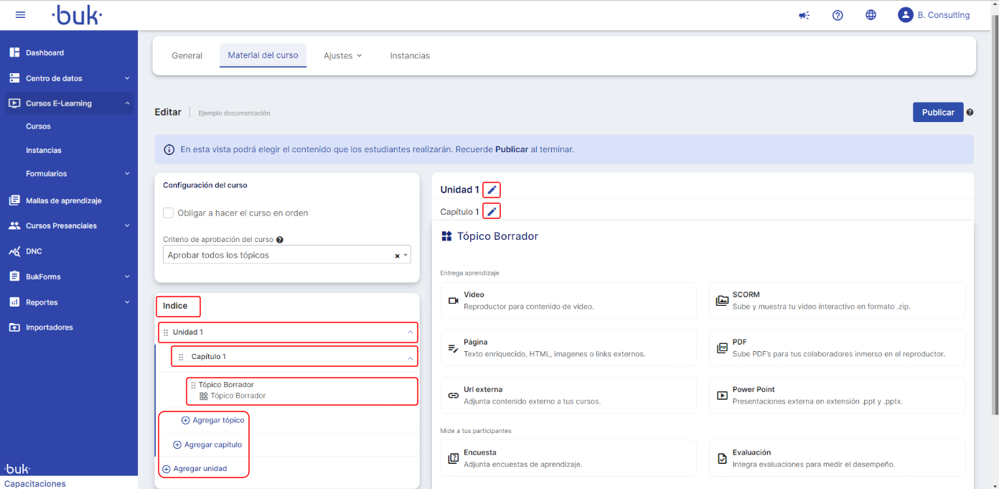 ·buk·
B. Consulting
Dashboard
Centro de datos
Cursos E-Learning
Cursos
Instancias
Formularios
Mallas de aprendizaje
Cursos Presenciales
DNC
BukForms
Reportes
Importadores
·buk·
Capacitaciones
General
Material del curso
Ajustes
Instancias
Editar
Ejemplo documentación
Publicar
En esta vista podrá elegir el contenido que los estudiantes realizarán. Recuerde Publicar al terminar.
Configuración del curso
Obligar a hacer el curso en orden
Criterio de aprobación del curso
Aprobar todos los tópicos
Indice
Unidad 1
Capítulo 1
Tópico Borrador
Tópico Borrador
Agregar tópico
Agregar capítulo
Agregar unidad
Unidad 1
Capítulo 1
Tópico Borrador
Entrega aprendizaje
Video
Reproductor para contenido de video.
SCORM
Sube y muestra tu video interactivo en formato .zip.
Página
Texto enriquecido, HTML, imagenes o links externos.
PDF
Sube PDF's para tus colaboradores inmerso en el reproductor.
Url externa
Adjunta contenido externo a tus cursos.
Power Point
Presentaciones externa en extensión .ppt y .pptx.
Mide a tus participantes
Encuesta
Adjunta encuestas de aprendizaje.
Evaluación
Integra evaluaciones para medir el desempeño.